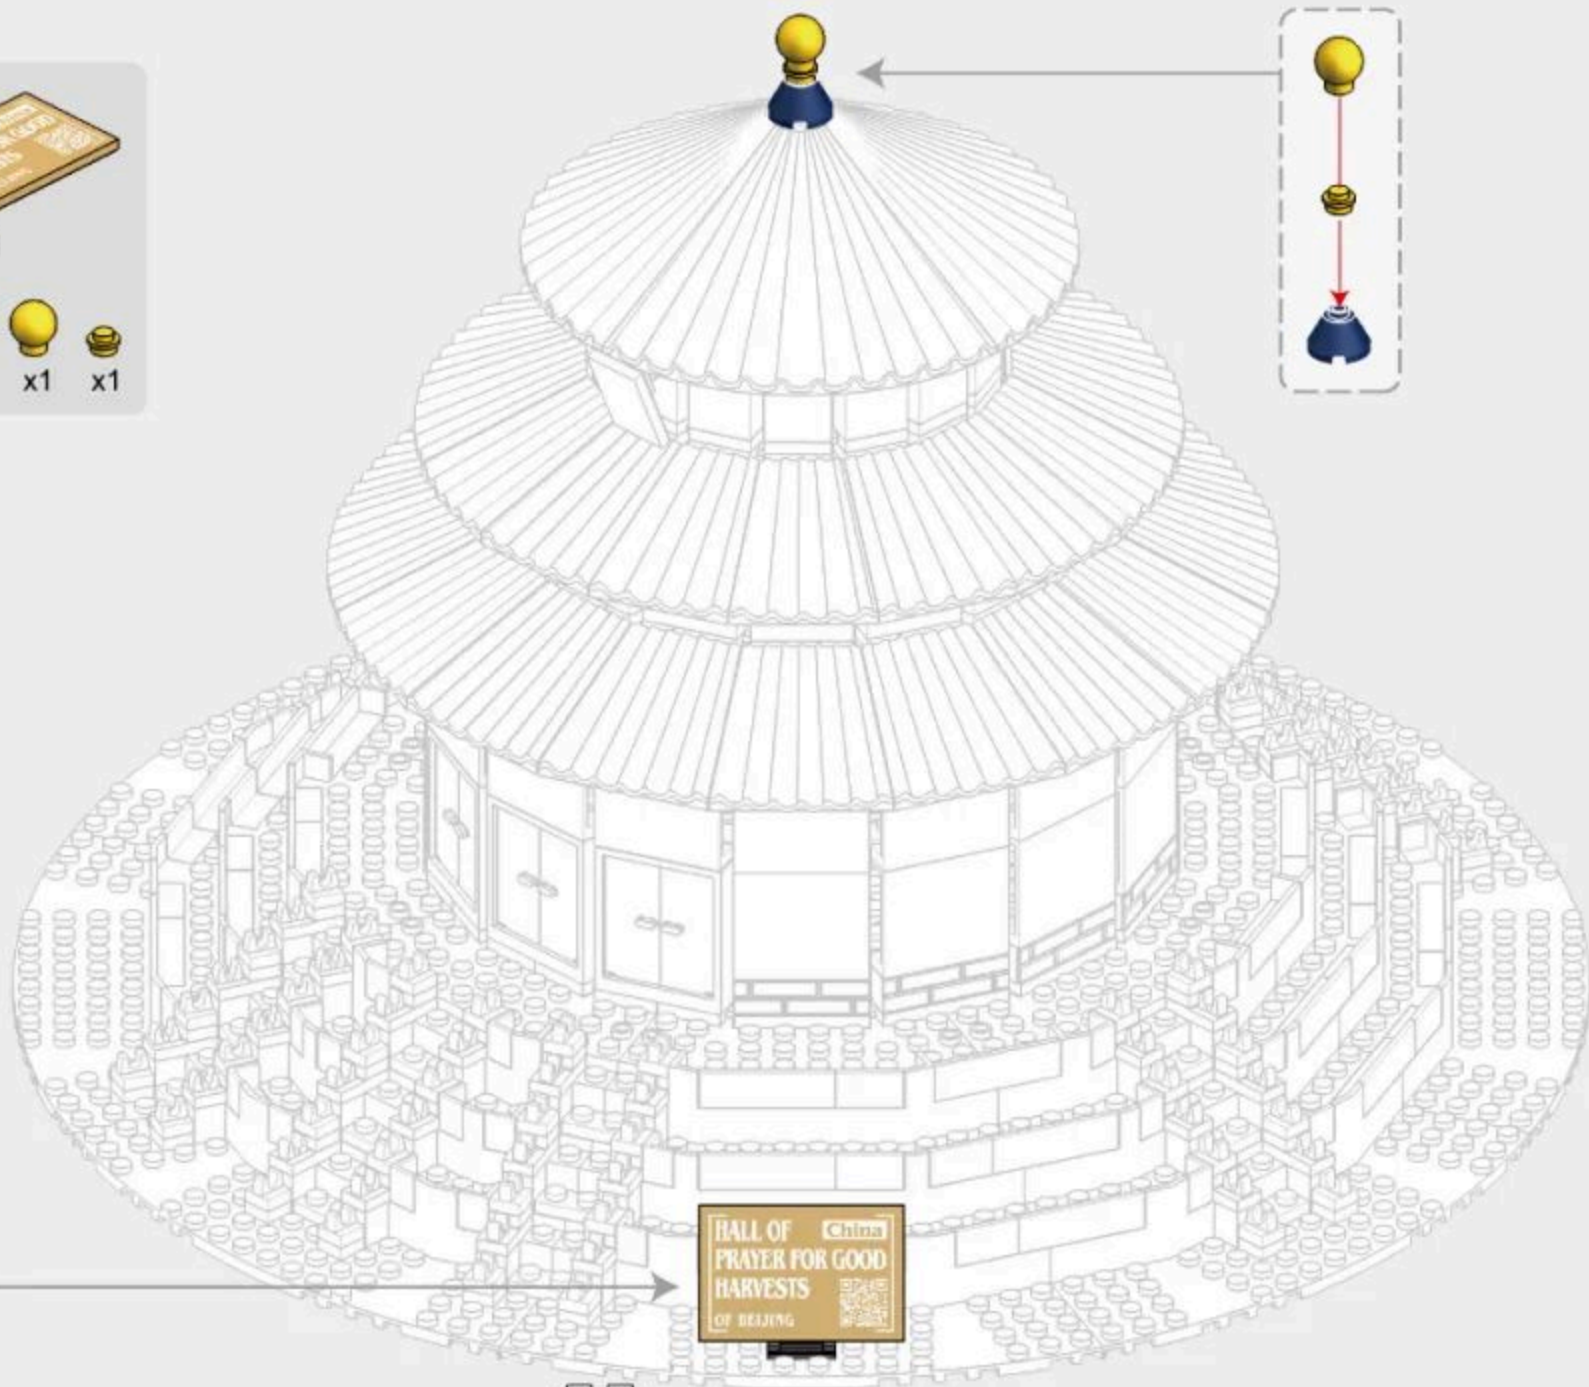 x1 x1
HALL OF China
PRAYER FOR GOOD
HARVESTS
OF BEIJING